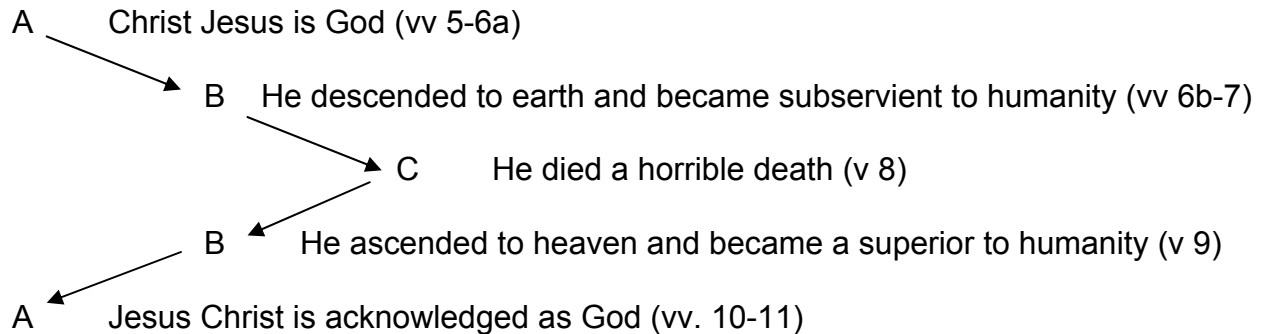 A Christ Jesus is God (vv 5-6a)
B He descended to earth and became subservient to humanity (vv 6b-7)
C He died a horrible death (v 8)
B He ascended to heaven and became a superior to humanity (v 9)
A Jesus Christ is acknowledged as God (vv. 10-11)